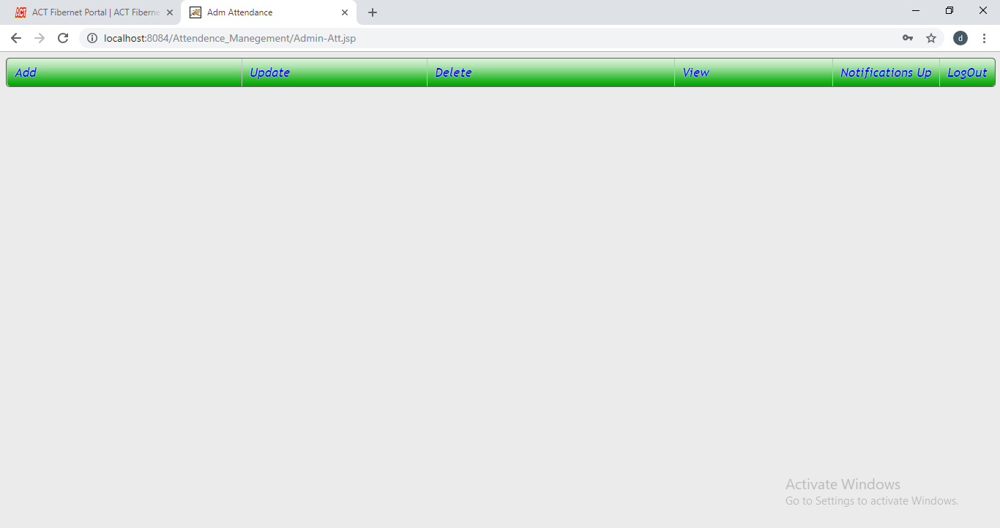 ACT ACT Fibernet Portal | ACT Fiberne
Adm Attendance
localhost:8084/Attendence_Manegement/Admin-Att.jsp
d
Add Update Delete View Notifications Up LogOut
Activate Windows
Go to Settings to activate Windows.